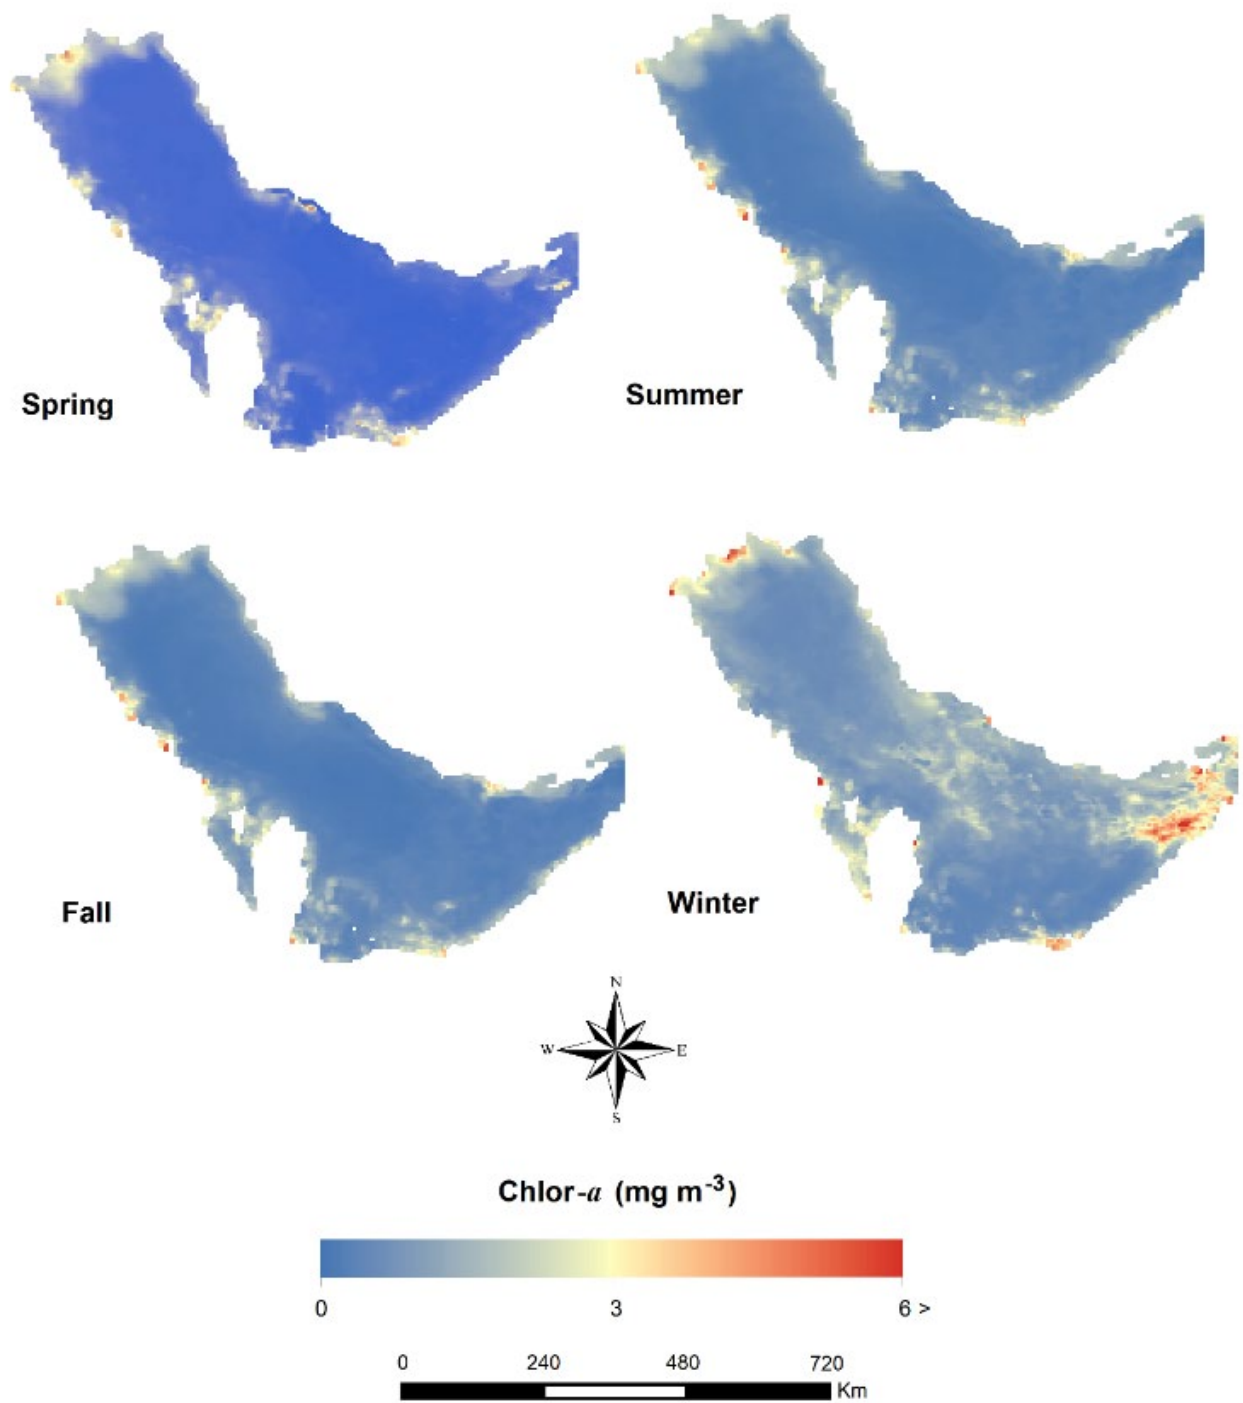 Spring
Summer
Fall
Winter
N
W E
S
Chlor-a (mg m-3)
0 3 6 >
0 240 480 720
Km